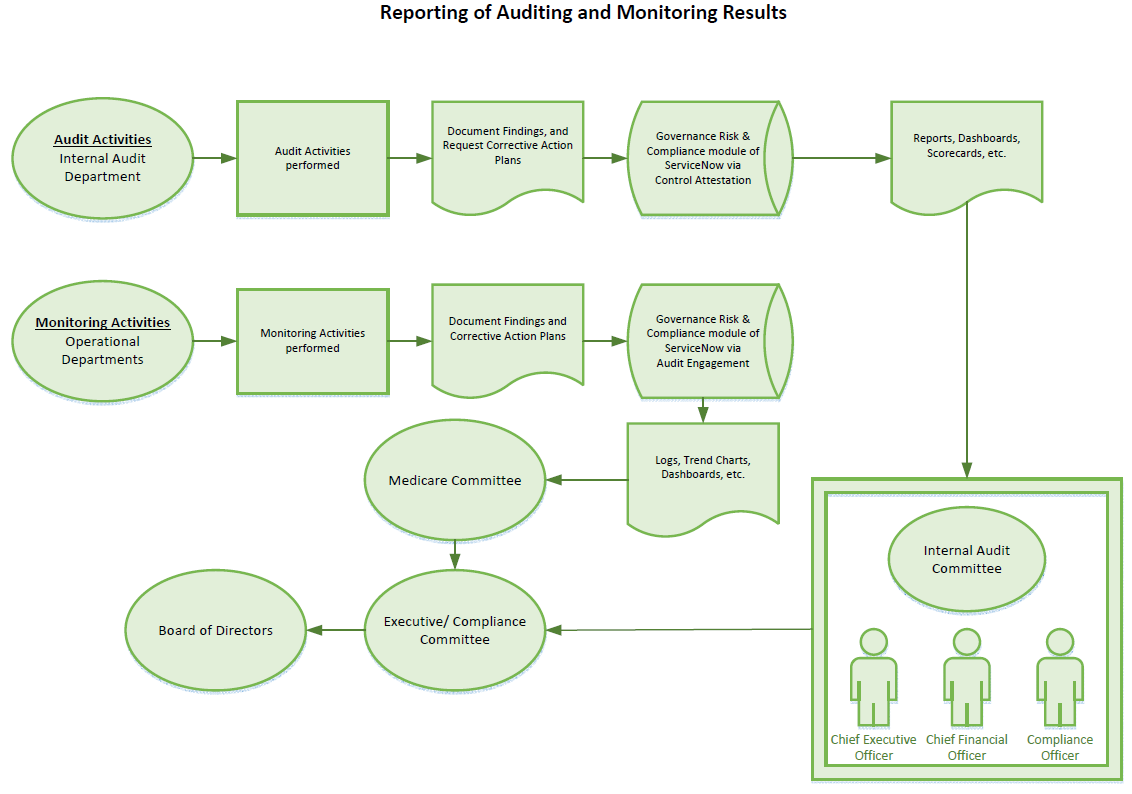 Reporting of Auditing and Monitoring Results
Audit Activities
Internal Audit
Department
Audit Activities
performed
Document Findings, and
Request Corrective Action
Plans
Governance Risk &
Compliance module of
ServiceNow via
Control Attestation
Reports, Dashboards,
Scorecards, etc.
Monitoring Activities
Operational
Departments
Monitoring Activities
performed
Document Findings and
Corrective Action Plans
Governance Risk &
Compliance module of
ServiceNow via
Audit Engagement
Logs, Trend Charts,
Dashboards, etc.
Medicare Committee
Internal Audit
Committee
Executive/ Compliance
Committee
Board of Directors
Chief Executive
Officer
Chief Financial
Officer
Compliance
Officer